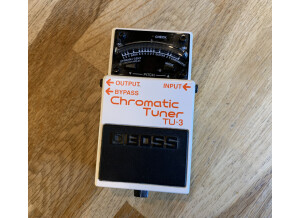 OUTPUT
INPUT
BYPASS
Chromatic
Tuner
TU-3
BOSS